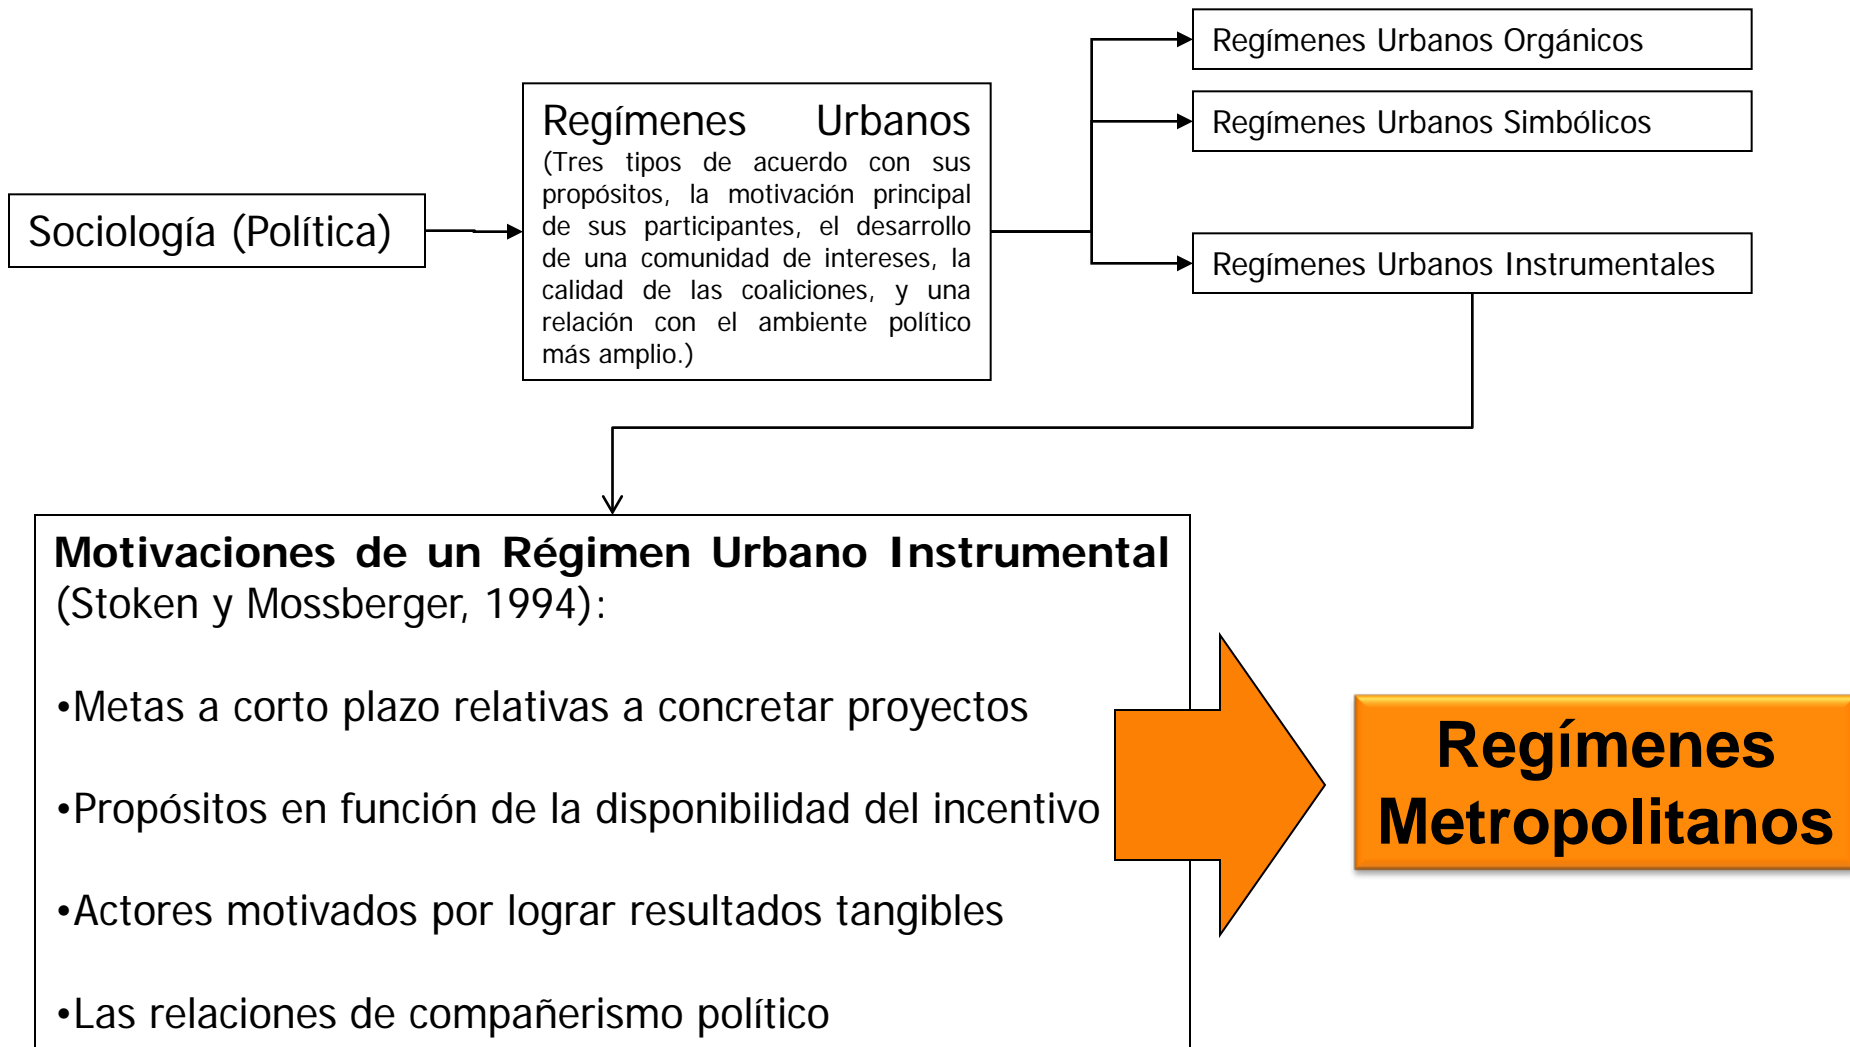 Regímenes Urbanos Orgánicos
Regímenes Urbanos Simbólicos
Regímenes Urbanos Instrumentales
Sociología (Política)
Regímenes Urbanos
(Tres tipos de acuerdo con sus
propósitos, la motivación principal
de sus participantes, el desarrollo
de una comunidad de intereses, la
calidad de las coaliciones, y una
relación con el ambiente político
más amplio.)
Motivaciones de un Régimen Urbano Instrumental
(Stoken y Mossberger, 1994):
•Metas a corto plazo relativas a concretar proyectos
•Propósitos en función de la disponibilidad del incentivo
•Actores motivados por lograr resultados tangibles
•Las relaciones de compañerismo político
Regímenes
Metropolitanos